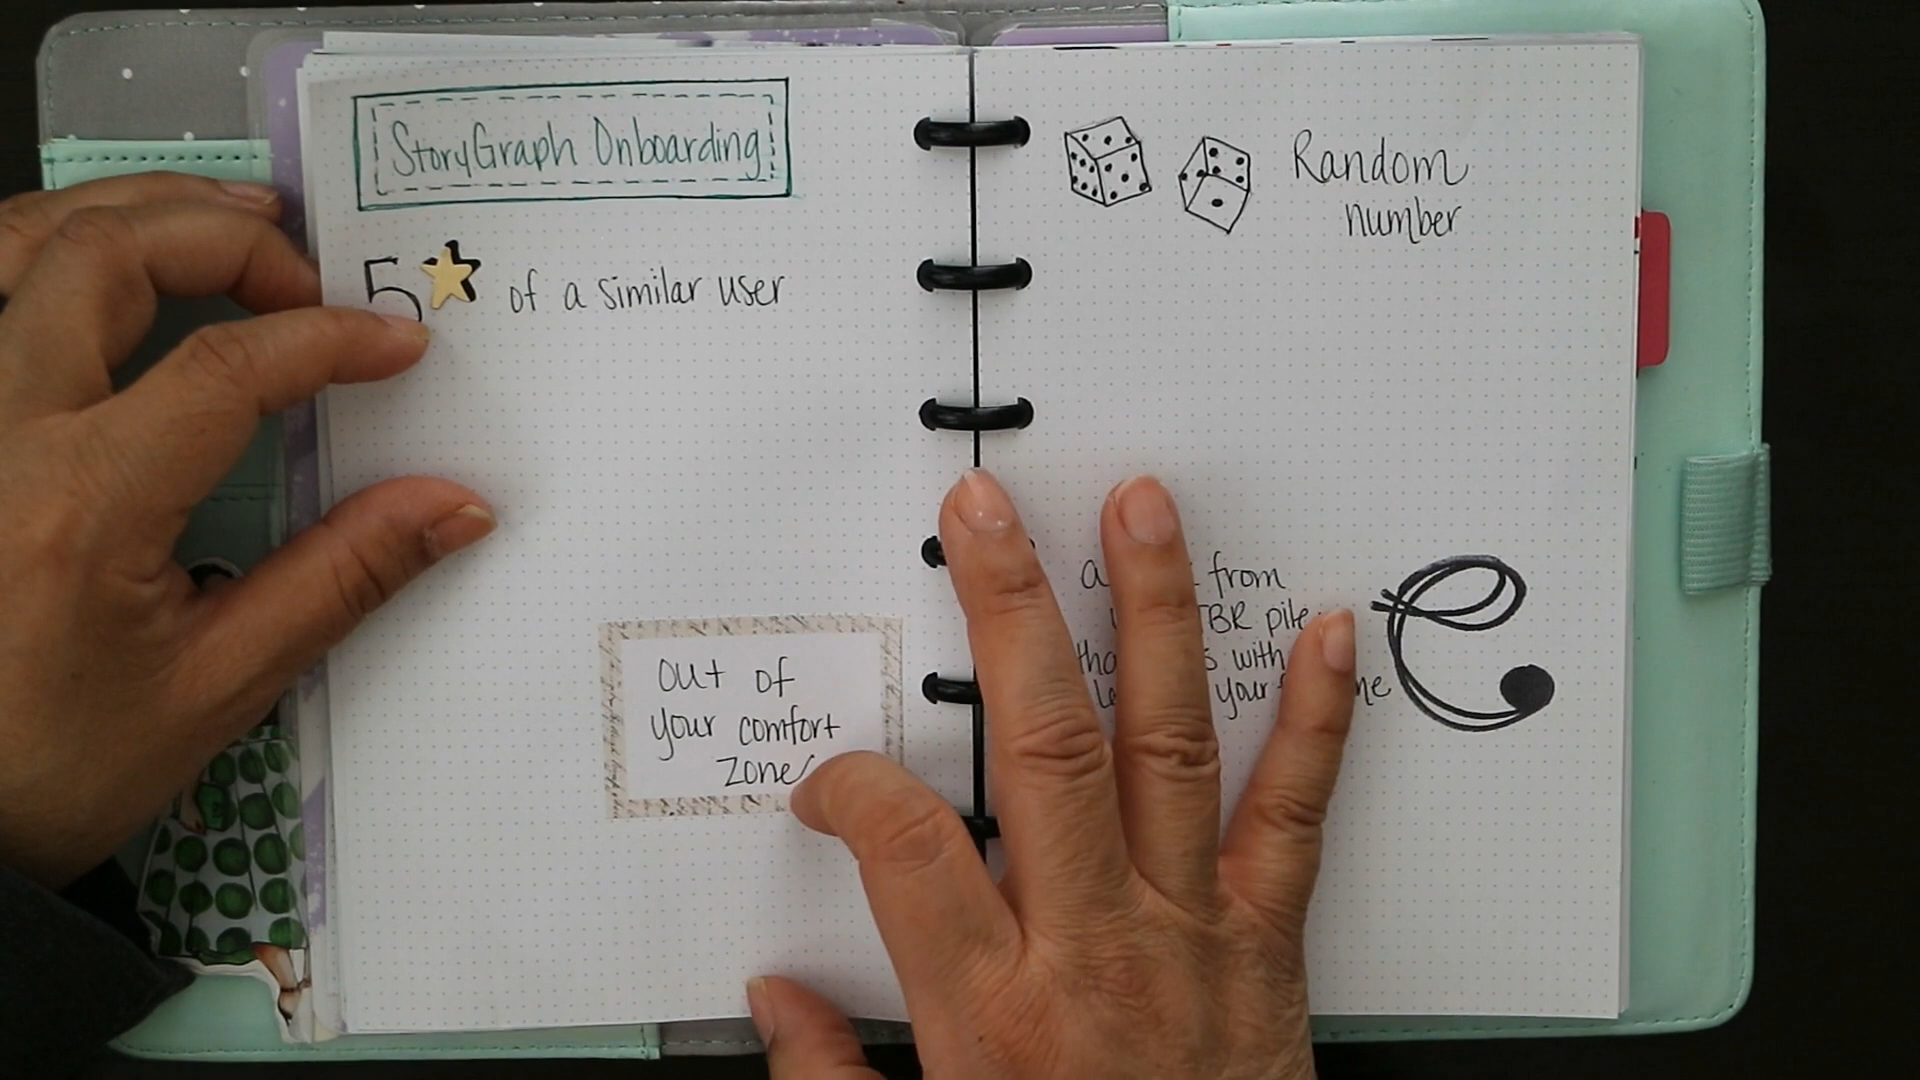 StoryGraph Onboarding
5 of a similar user
out of
your comfort
zone
Random
number
from
TBR pile
with
your
e